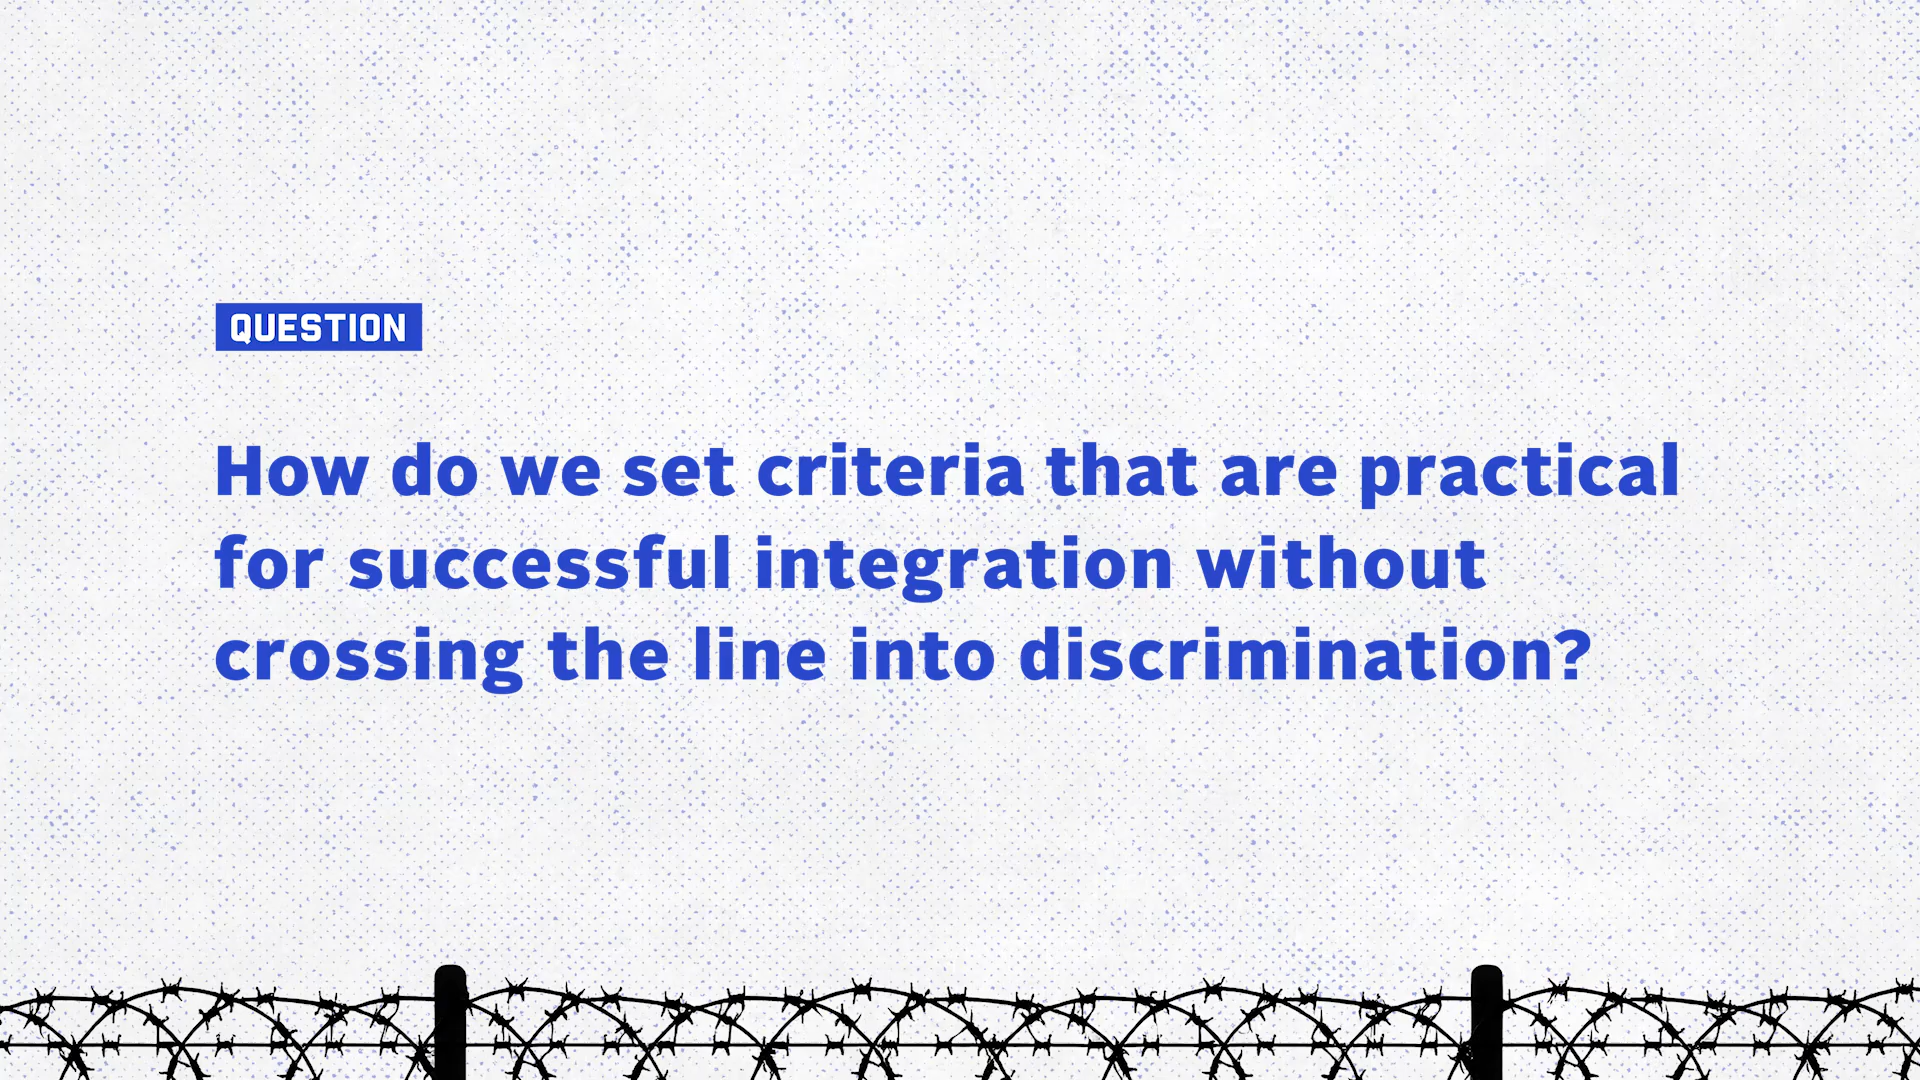 QUESTION
How do we set criteria that are practical
for successful integration without
crossing the line into discrimination?